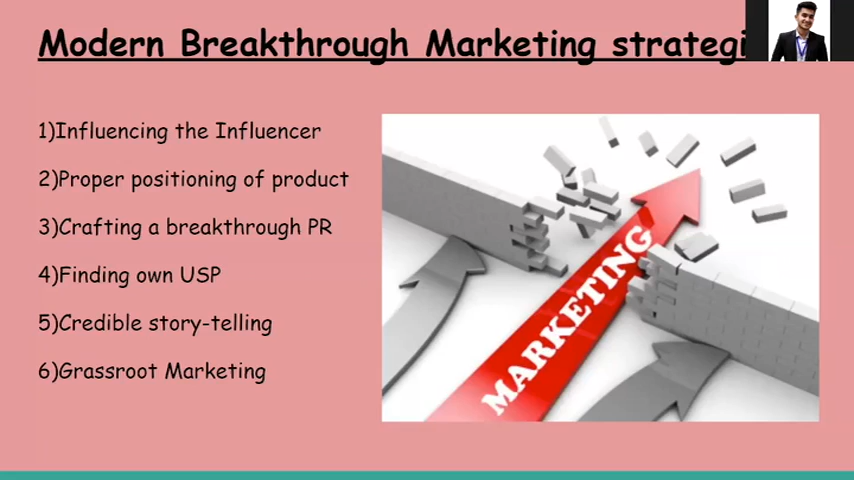 Modern Breakthrough Marketing strategi
1)Influencing the Influencer
2)Proper positioning of product
3)Crafting a breakthrough PR
4)Finding own USP
5)Credible story-telling
6)Grassroot Marketing
MARKETING